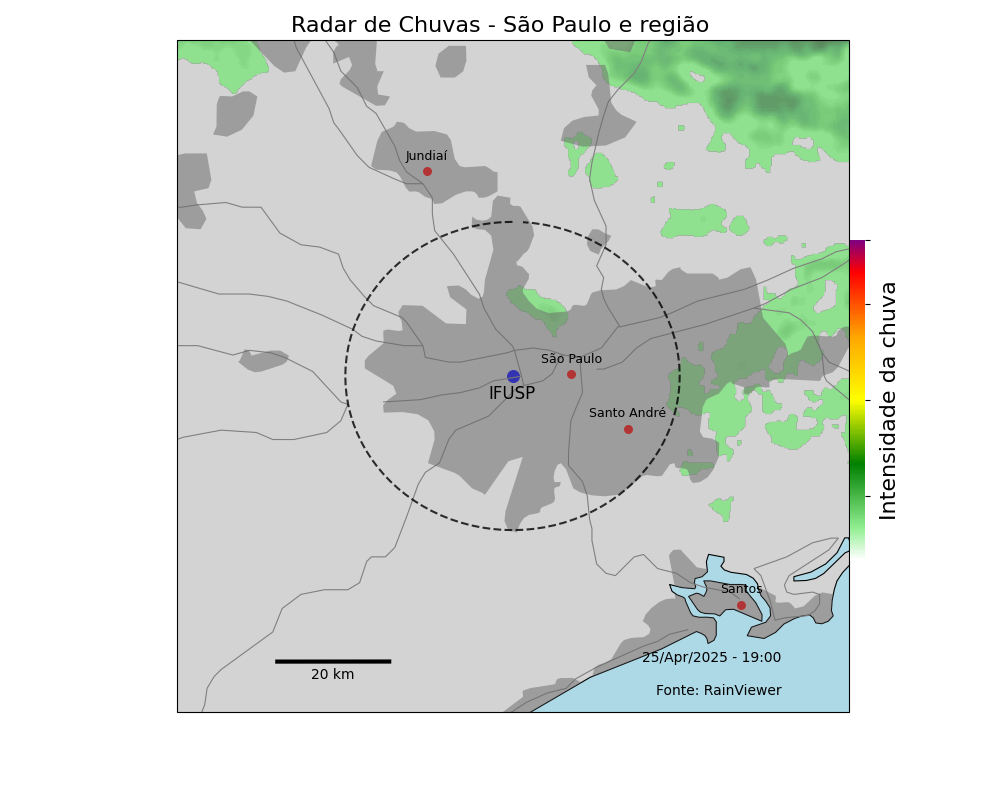 Radar de Chuvas - São Paulo e região
Jundiaí
São Paulo
IFUSP
Santo André
Intensidade da chuva
Santos
20 km
25/Apr/2025 - 19:00
Fonte: RainViewer